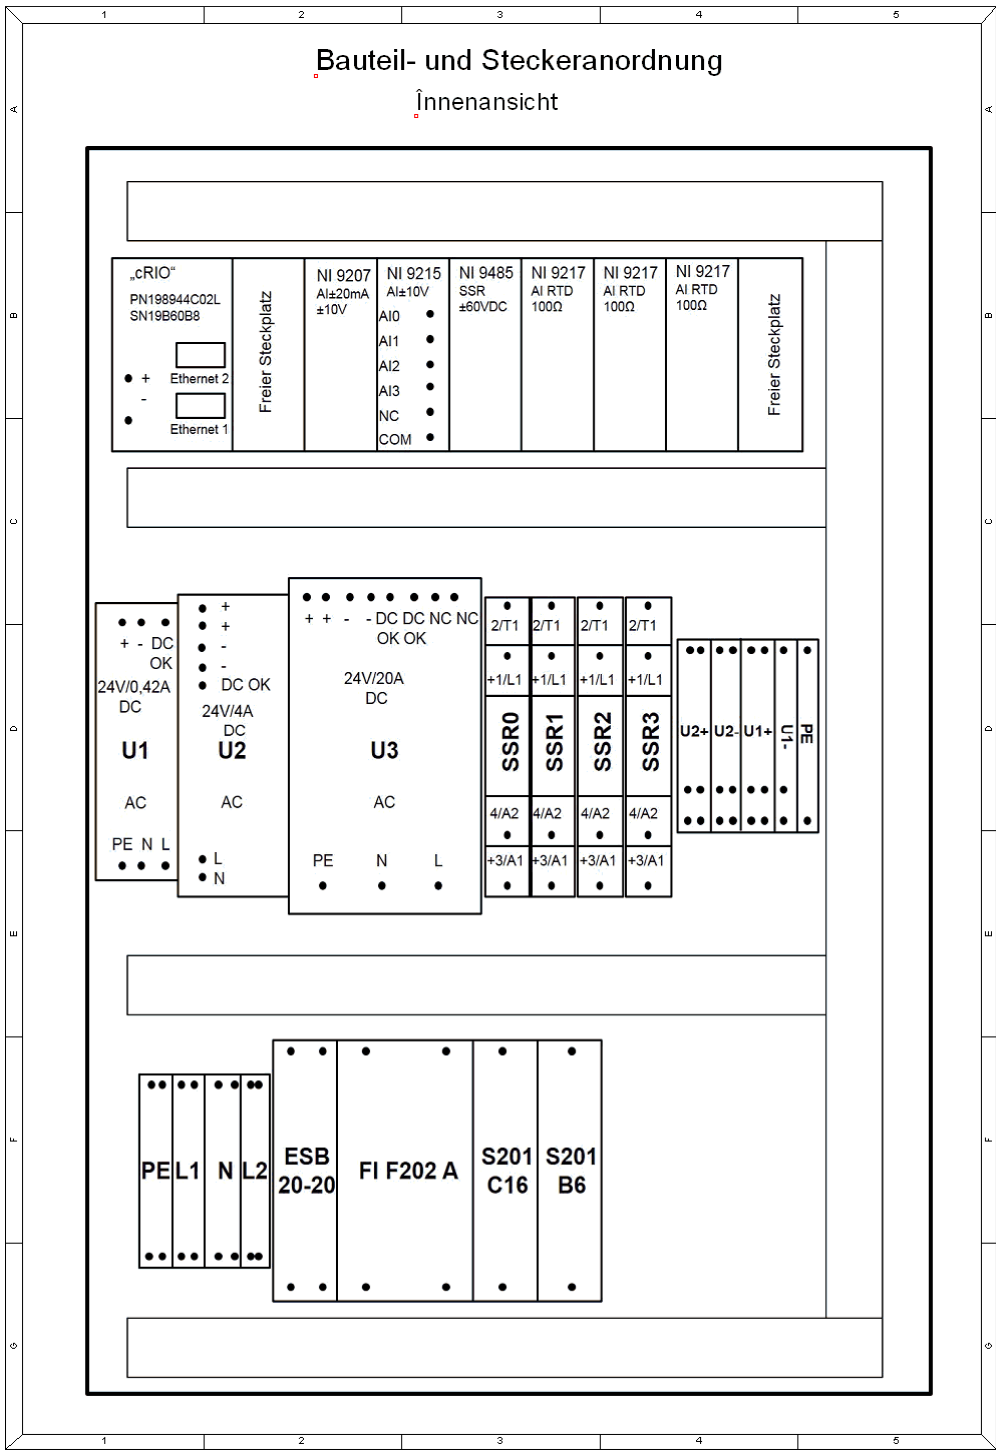 1 2 3 4 5
Bauteil- und Steckeranordnung
Înnenansicht
A A
B B
C C
D D
E E
F F
G G
„cRIO“
PN198944C02L
SN19B60B8
Ethernet 2
+
-
Ethernet 1
Freier Steckplatz
NI 9207
AI±20mA
±10V
NI 9215
AI±10V
AI0
AI1
AI2
AI3
NC
COM
NI 9485
SSR
±60VDC
NI 9217
AI RTD
100Ω
NI 9217
AI RTD
100Ω
NI 9217
AI RTD
100Ω
Freier Steckplatz
+ - DC
OK
24V/0,42A
DC
U1
AC
PE N L
+
+
-
-
DC OK
24V/4A
DC
U2
AC
L
N
+ + - - DC DC NC NC
OK OK
24V/20A
DC
U3
AC
PE N L
2/T1
+1/L1
SSR0
4/A2
+3/A1
2/T1
+1/L1
SSR1
4/A2
+3/A1
2/T1
+1/L1
SSR2
4/A2
+3/A1
2/T1
+1/L1
SSR3
4/A2
+3/A1
U2+
U2-
U1+
U1-
PE
PE
L1
N
L2
ESB
20-20
FI F202 A
S201
C16
S201
B6
1 2 3 4 5